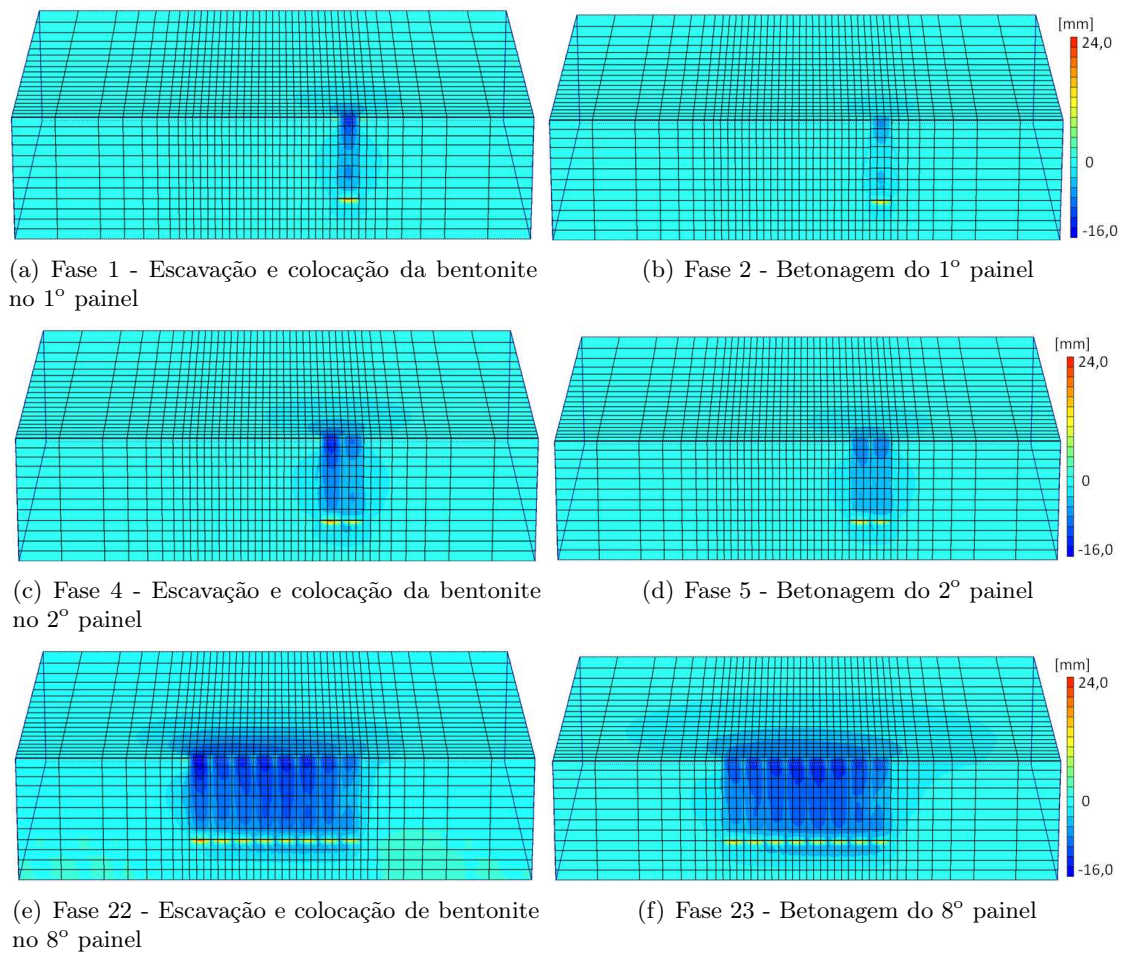 [mm]
24,0
0
-16,0
(a) Fase 1 - Escavação e colocação da bentonite
no 1º painel
(b) Fase 2 - Betonagem do 1º painel
[mm]
24,0
0
-16,0
(c) Fase 4 - Escavação e colocação da bentonite
no 2º painel
(d) Fase 5 - Betonagem do 2º painel
[mm]
24,0
0
-16,0
(e) Fase 22 - Escavação e colocação de bentonite
no 8º painel
(f) Fase 23 - Betonagem do 8º painel